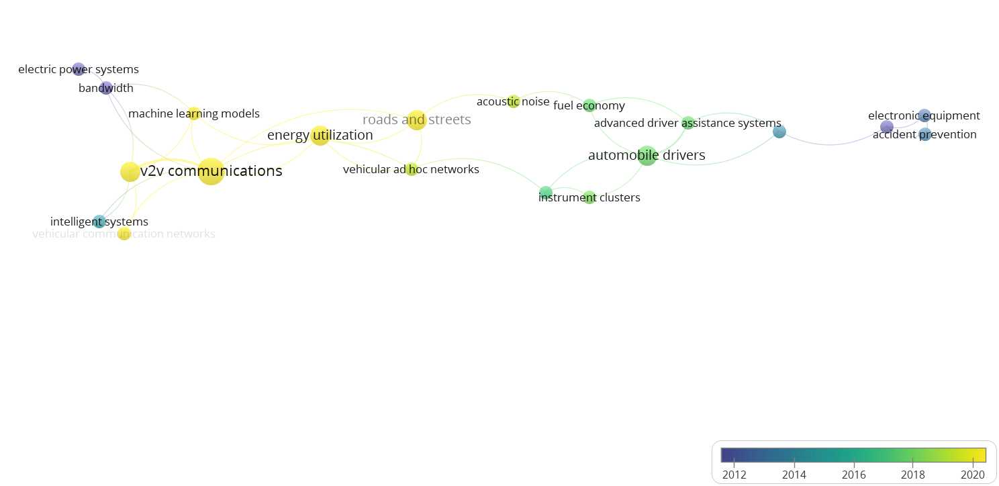 electric power systems
bandwidth
machine learning models
v2v communications
intelligent systems
vehicular communication networks
energy utilization
roads and streets
vehicular ad hoc networks
acoustic noise
fuel economy
advanced driver assistance systems
automobile drivers
instrument clusters
electronic equipment
accident prevention
2012 2014 2016 2018 2020